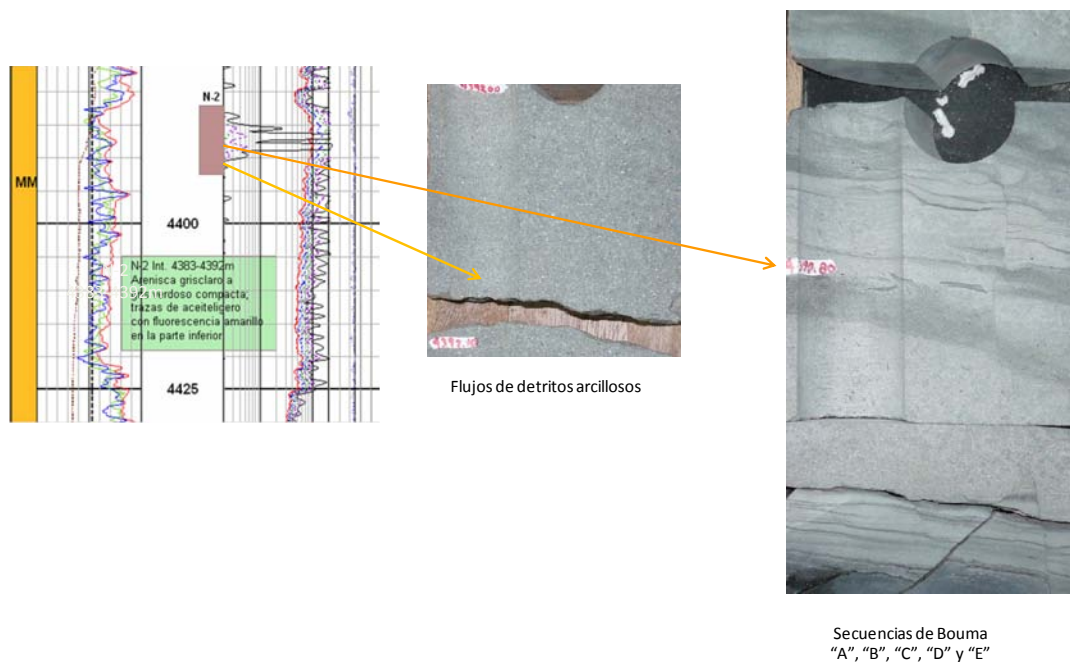 N-2
MM
4400
N-2 Int. 4383-4392m
Arenisca grisclaro a
compacta;
trazas de aceiteligero
con fluorescencia amarillo
en la parte inferior
4425
Flujos de detritos arcillosos
Secuencias de Bouma
“A”, “B”, “C”, “D” y “E”